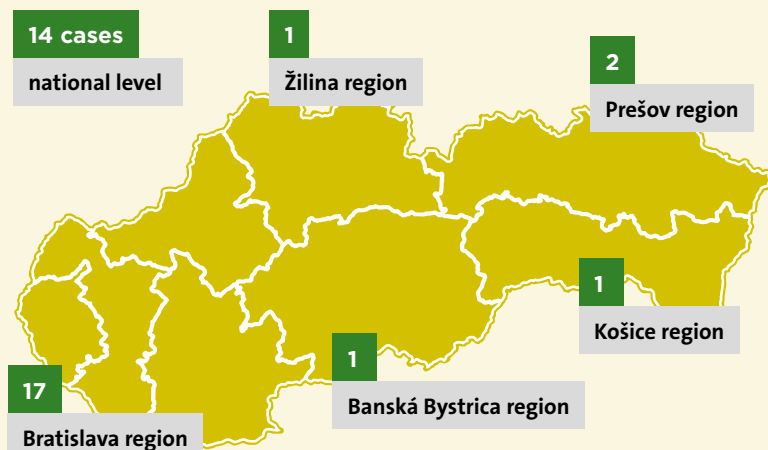 14 cases
national level
1
Žilina region
2
Prešov region
1
Košice region
1
Banská Bystrica region
17
Bratislava region